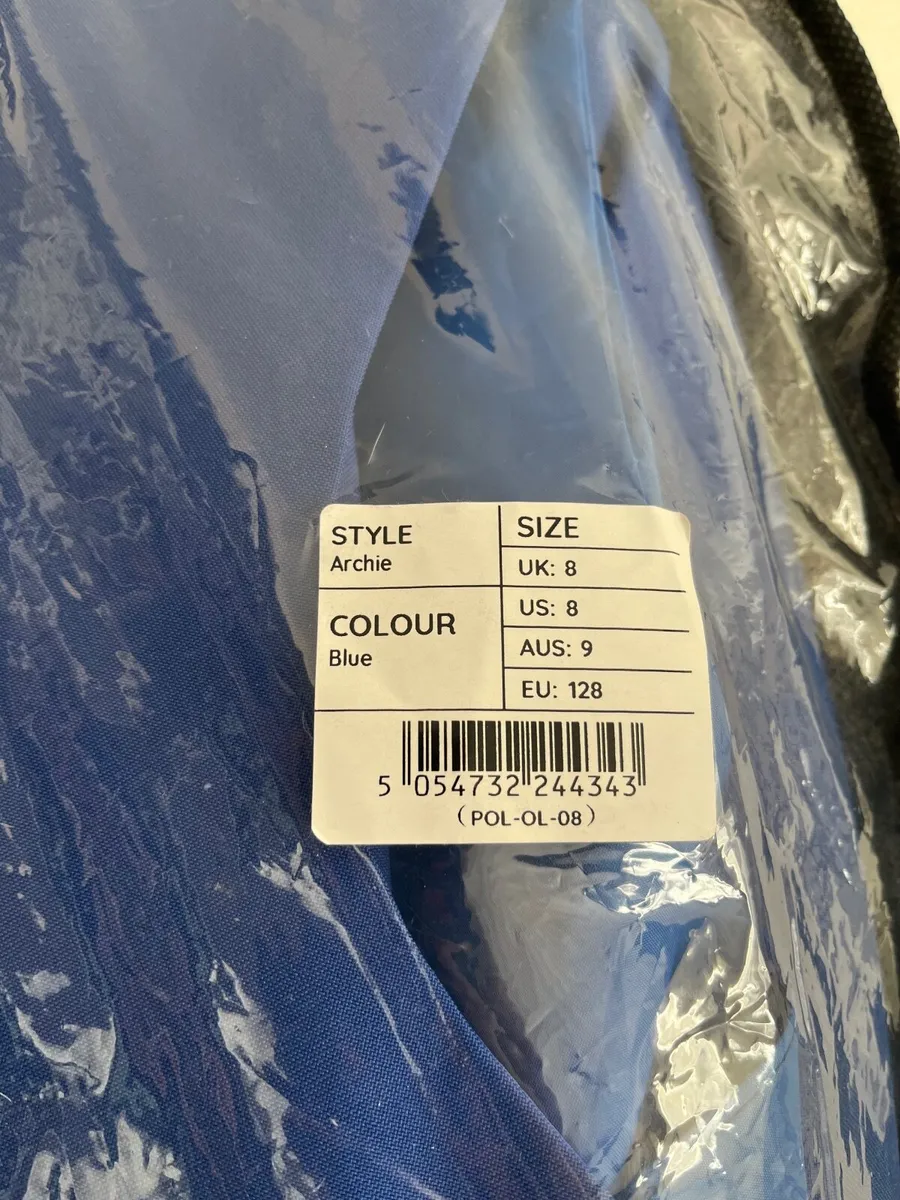 STYLE
Archie
COLOUR
Blue
SIZE
UK: 8
US: 8
AUS: 9
EU: 128
5 054732 244343
(POL-OL-08)